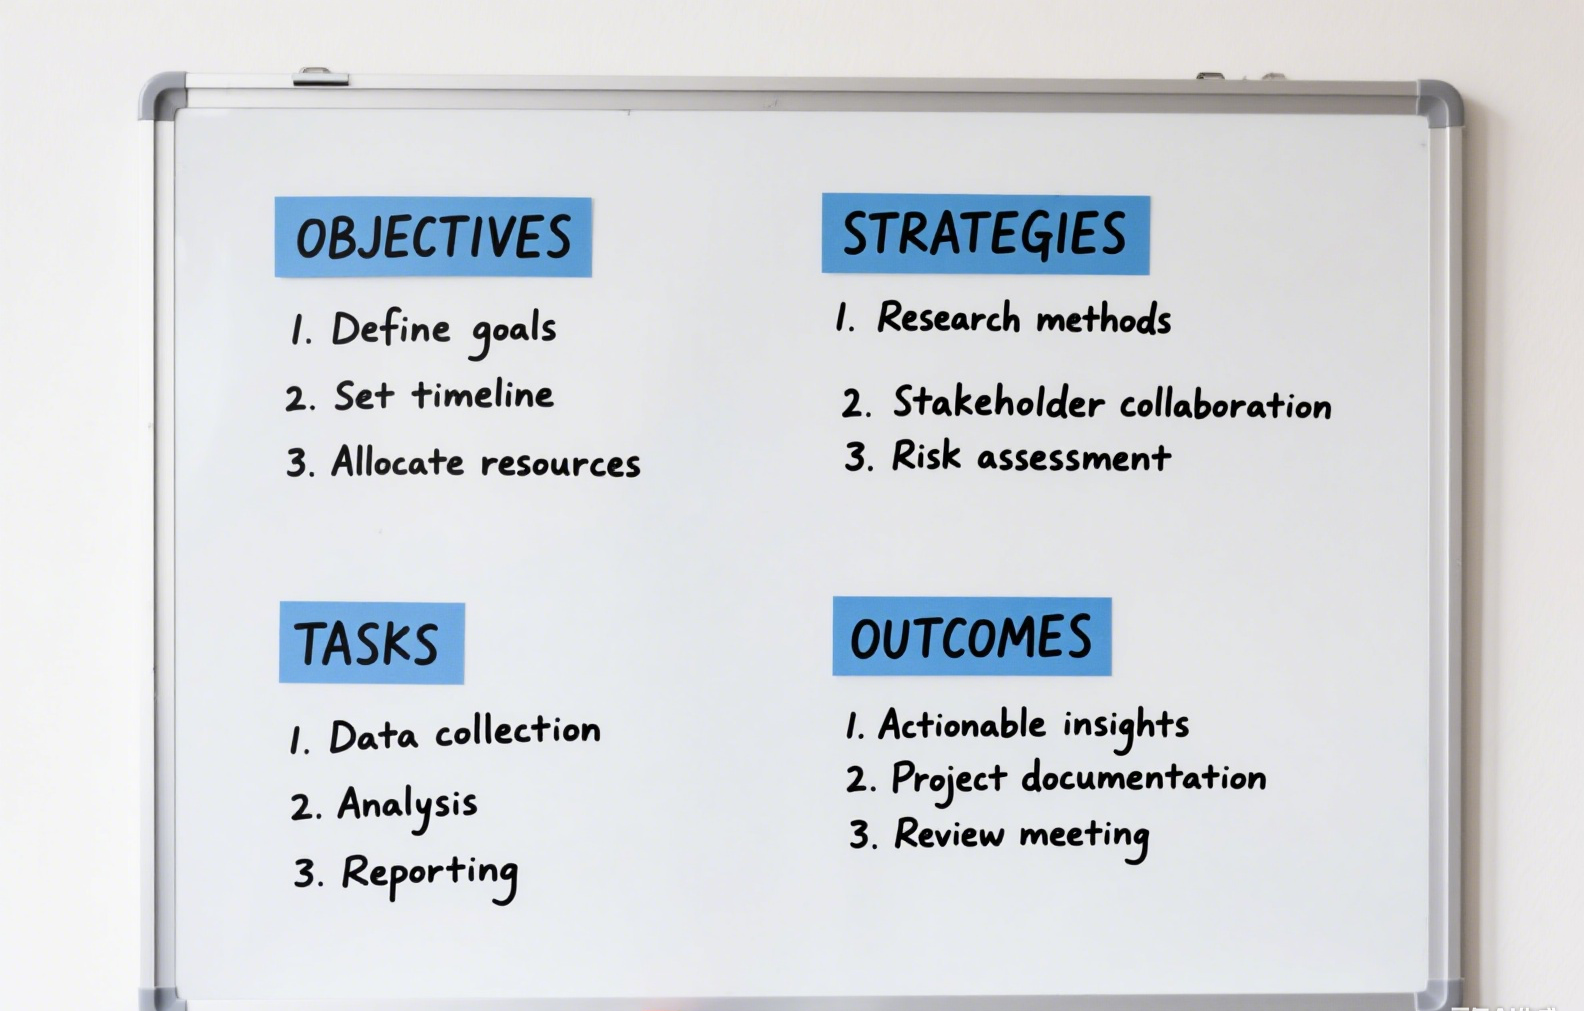 OBJECTIVES
1. Define goals
2. Set timeline
3. Allocate resources
STRATEGIES
1. Research methods
2. Stakeholder collaboration
3. Risk assessment
TASKS
1. Data collection
2. Analysis
3. Reporting
OUTCOMES
1. Actionable insights
2. Project documentation
3. Review meeting